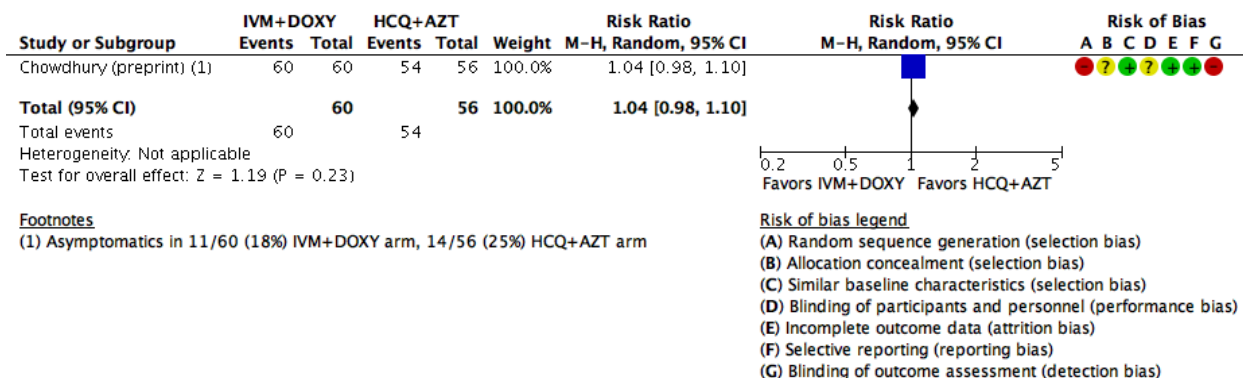 IVM+DOXY HCQ+AZT Risk Ratio Risk Ratio Risk of Bias
Study or Subgroup Events Total Events Total Weight M-H, Random, 95% CI M-H, Random, 95% CI A B C D E F G
Chowdhury (preprint) (1) 60 60 54 56 100.0% 1.04 [0.98, 1.10] - ? + ? + + -
Total (95% CI) 60 56 100.0% 1.04 [0.98, 1.10]
Total events 60 54
Heterogeneity: Not applicable
Test for overall effect: Z = 1.19 (P = 0.23)
0.2 0.5 1 2 5
Favors IVM+DOXY Favors HCQ+AZT
Footnotes
(1) Asymptomatics in 11/60 (18%) IVM+DOXY arm, 14/56 (25%) HCQ+AZT arm
Risk of bias legend
(A) Random sequence generation (selection bias)
(B) Allocation concealment (selection bias)
(C) Similar baseline characteristics (selection bias)
(D) Blinding of participants and personnel (performance bias)
(E) Incomplete outcome data (attrition bias)
(F) Selective reporting (reporting bias)
(G) Blinding of outcome assessment (detection bias)